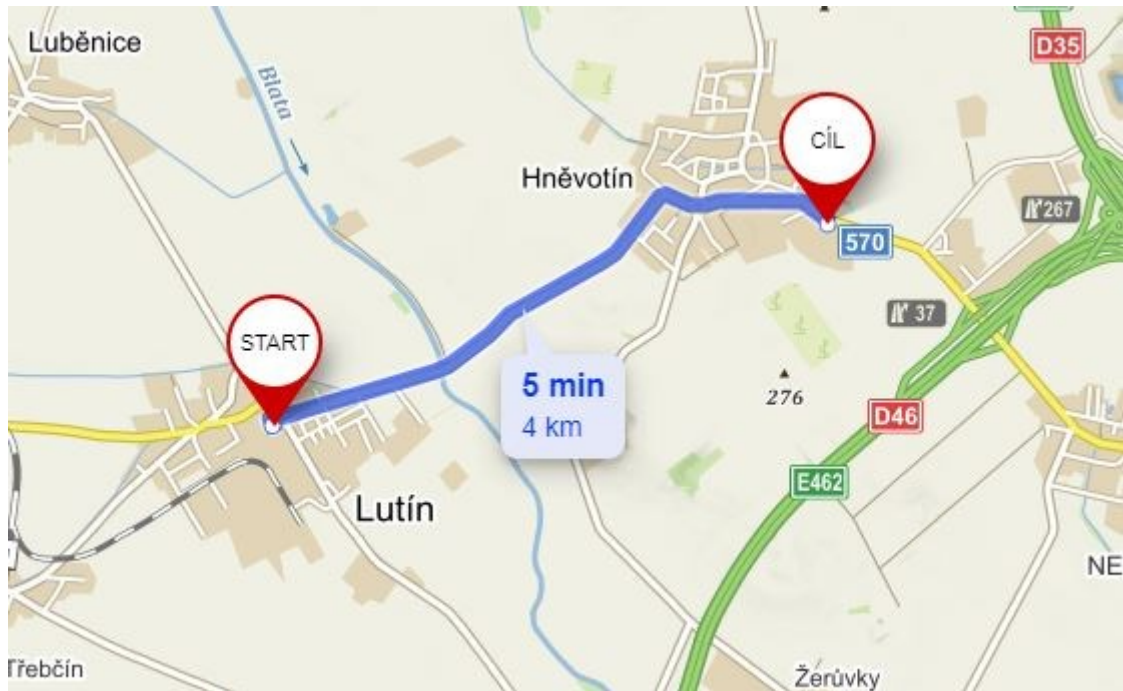 Luběnice
D35
Blata
CÍL
Hněvotín
267
570
START
37
5 min
4 km
276
D46
E462
Lutín
NE
Třebčín
Žerůvky